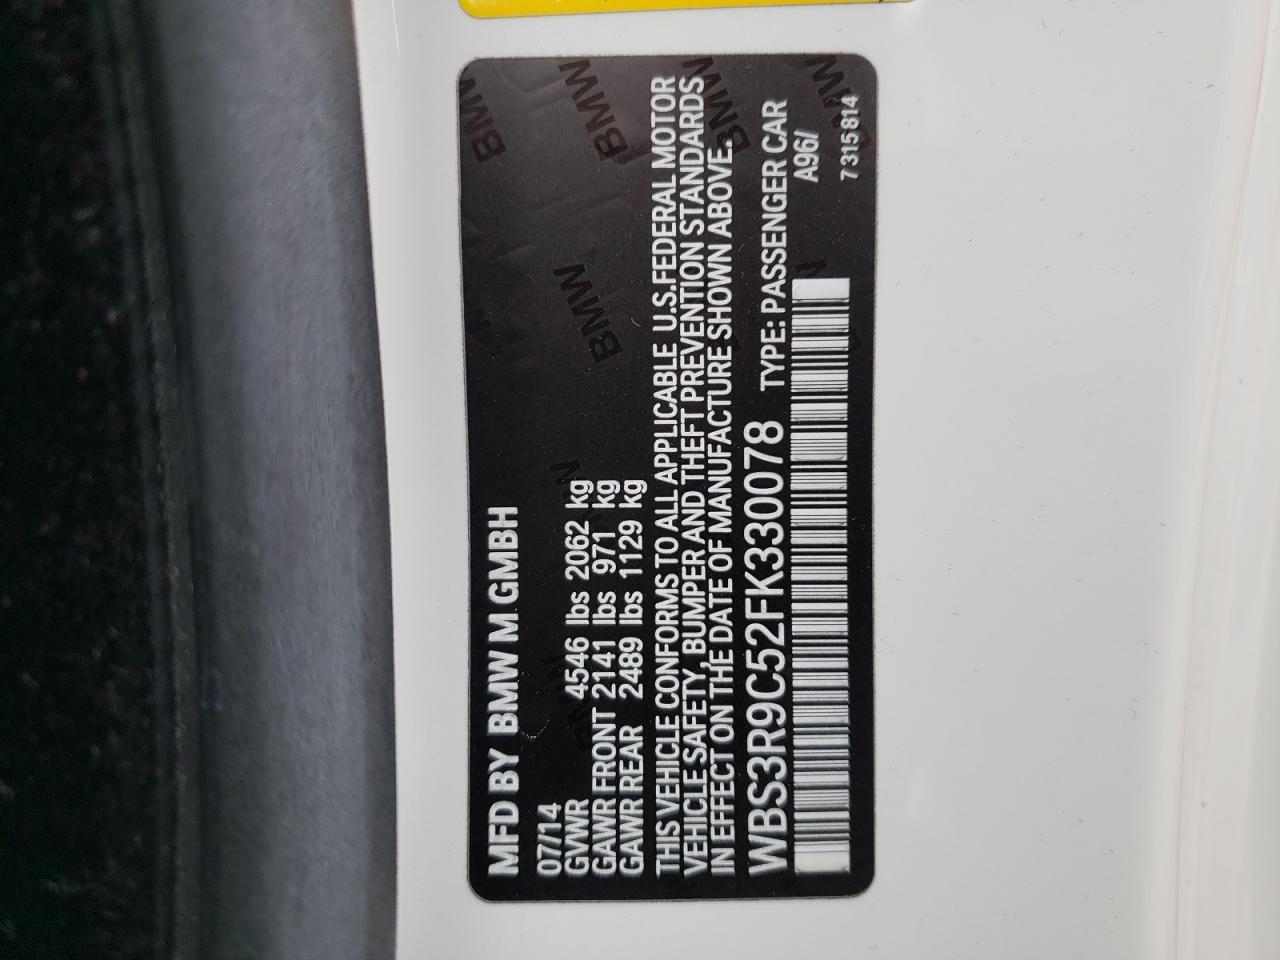 MFD BY BMW M GMBH
07/14
GVWR 4546 lbs 2062 kg
GAWR FRONT 2141 lbs 971 kg
GAWR REAR 2489 lbs 1129 kg
THIS VEHICLE CONFORMS TO ALL APPLICABLE U.S.FEDERAL MOTOR
VEHICLE SAFETY, BUMPER AND THEFT PREVENTION STANDARDS
IN EFFECT ON THE DATE OF MANUFACTURE SHOWN ABOVE.
WBS3R9C52FK330078 TYPE: PASSENGER CAR
A96/
7 315 814
BMW
BMW
BMW
BMW
BMW